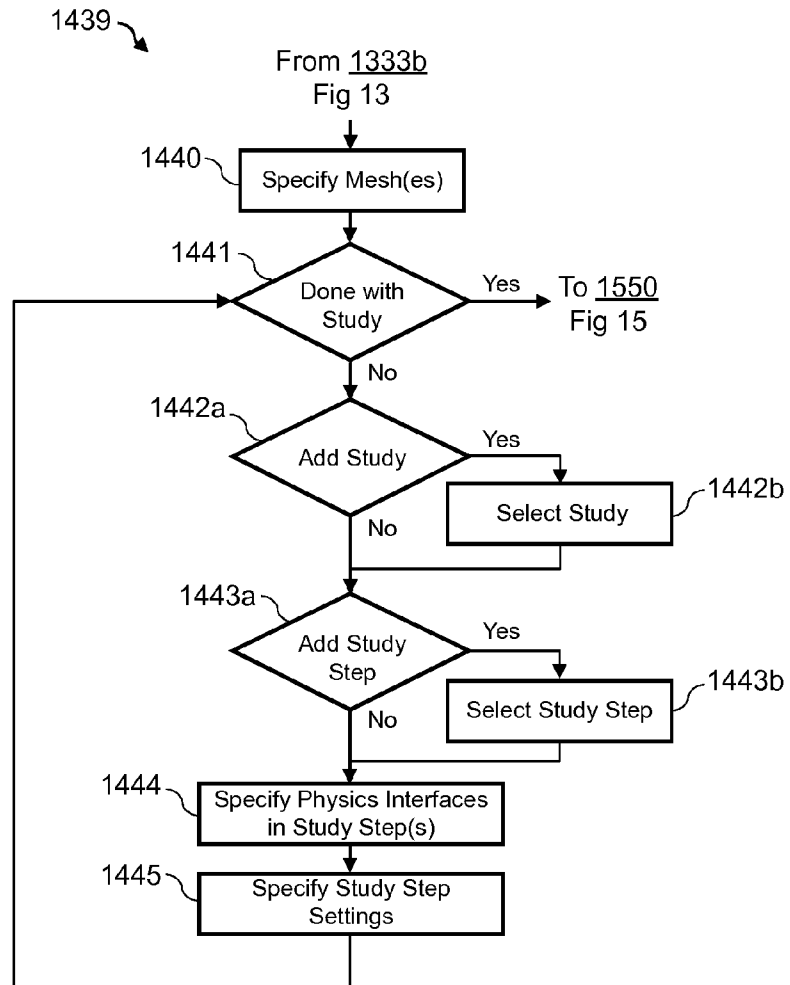 1439
From 1333b
Fig 13
1440
Specify Mesh(es)
1441
Done with
Study
Yes
To 1550
Fig 15
No
1442a
Add Study
Yes
1442b
Select Study
No
1443a
Add Study
Step
Yes
1443b
Select Study Step
No
1444
Specify Physics Interfaces
in Study Step(s)
1445
Specify Study Step
Settings